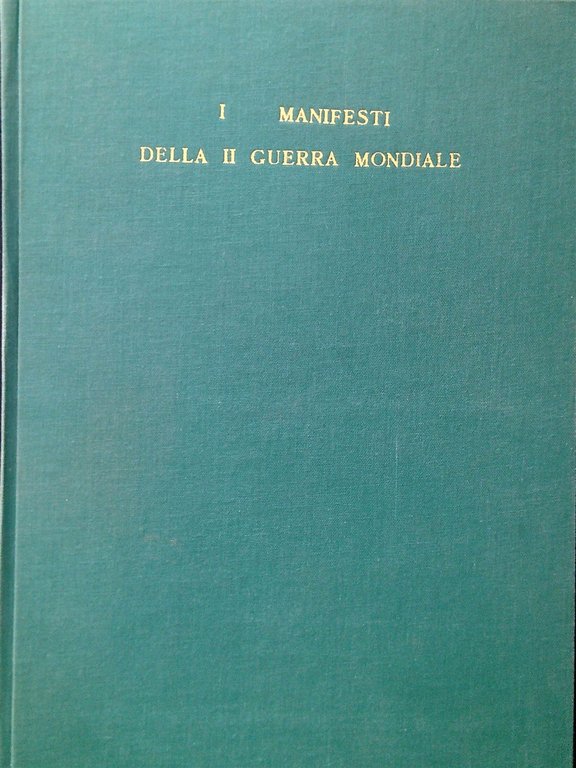 I MANIFESTI
DELLA II GUERRA MONDIALE